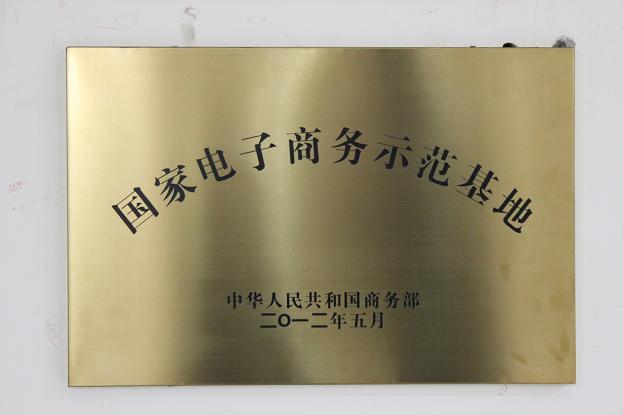 国家电子商务示范基地
中华人民共和国商务部
二〇一二年五月